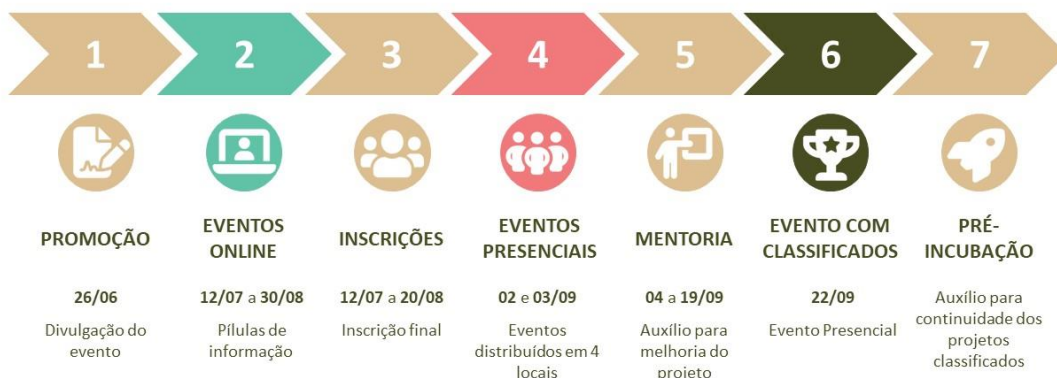 1 2 3 4 5 6 7
PROMOÇÃO
26/06
Divulgação do
evento
EVENTOS
ONLINE
12/07 a 30/08
Pílulas de
informação
INSCRIÇÕES
12/07 a 20/08
Inscrição final
EVENTOS
PRESENCIAIS
02 e 03/09
Eventos
distribuídos em 4
locais
MENTORIA
04 a 19/09
Auxílio para
melhoria do
projeto
EVENTO COM
CLASSIFICADOS
22/09
Evento Presencial
PRÉ-
INCUBAÇÃO
Auxílio para
continuidade dos
projetos
classificados